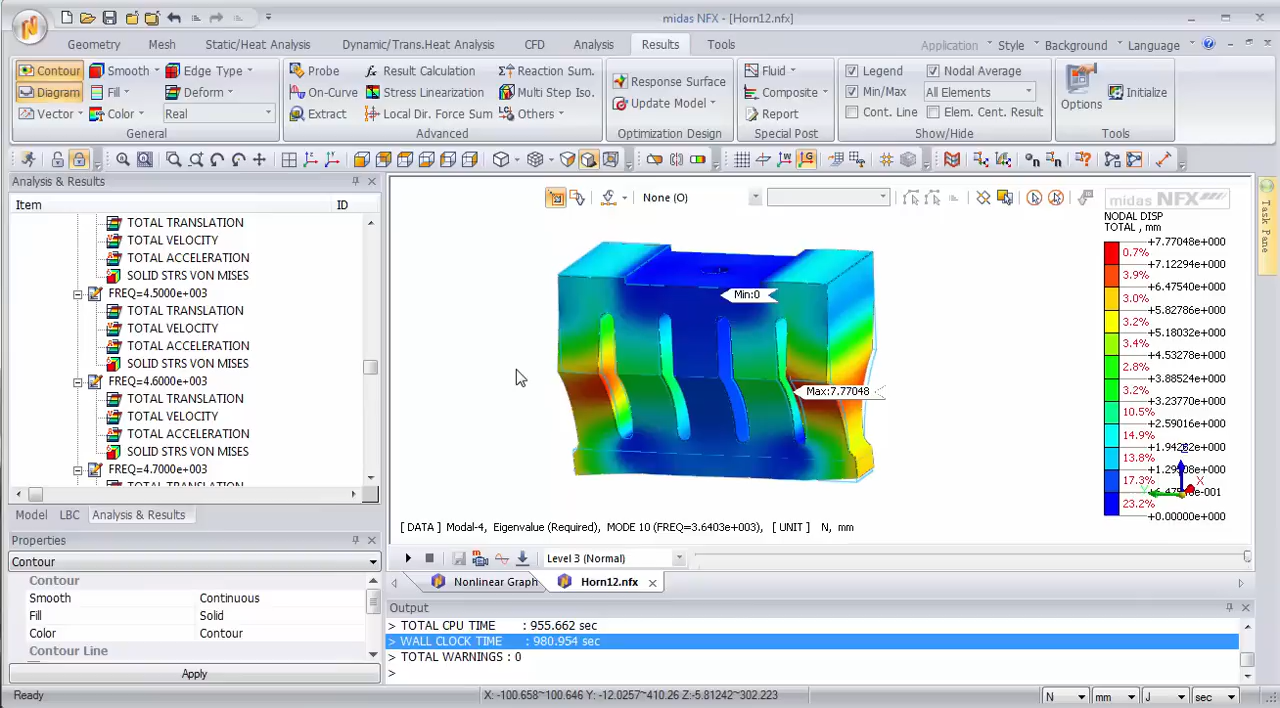 midas NFX - [Horn12.nfx]
Geometry Mesh Static/Heat Analysis Dynamic/Trans.Heat Analysis CFD Analysis Results Tools Application Style Background Language
Contour Smooth Edge Type Probe Result Calculation Reaction Sum. Response Surface Fluid Legend Nodal Average
Diagram Fill Deform On-Curve Stress Linearization Multi Step Iso. Update Model Composite Min/Max All Elements Options Initialize
Vector Color Real Extract Local Dir. Force Sum Others Report Cont. Line Elem. Cent. Result
General Advanced Optimization Design Special Post Show/Hide Tools
Analysis & Results
Item ID
TOTAL TRANSLATION
TOTAL VELOCITY
TOTAL ACCELERATION
SOLID STRS VON MISES
FREQ=4.5000e+003
TOTAL TRANSLATION
TOTAL VELOCITY
TOTAL ACCELERATION
SOLID STRS VON MISES
FREQ=4.6000e+003
TOTAL TRANSLATION
TOTAL VELOCITY
TOTAL ACCELERATION
SOLID STRS VON MISES
FREQ=4.7000e+003
TOTAL TRANSLATION
Model LBC Analysis & Results
Properties
Contour
Contour
Smooth Continuous
Fill Solid
Color Contour
Contour Line
Apply
None (O)
midas NFX
NODAL DISP
TOTAL , mm
+7.77048e+000
0.7%
+7.12294e+000
3.9%
+6.47540e+000
3.0%
+5.82786e+000
3.2%
+5.18032e+000
3.4%
+4.53278e+000
2.8%
+3.88524e+000
3.2%
+3.23770e+000
10.5%
+2.59016e+000
14.9%
13.8%
17.3%
23.2%
+0.00000e+000
X
Y
Min:0
Max:7.77048
[ DATA ] Modal-4, Eigenvalue (Required), MODE 10 (FREQ=3.6403e+003), [ UNIT ] N, mm
Level 3 (Normal)
Nonlinear Graph Horn12.nfx
Task Pane
Output
> TOTAL CPU TIME : 955.662 sec
> WALL CLOCK TIME : 980.954 sec
> TOTAL WARNINGS : 0
>
Ready X: -100.658~100.646 Y: -12.0257~410.26 Z:-5.81242~302.223 N mm J sec